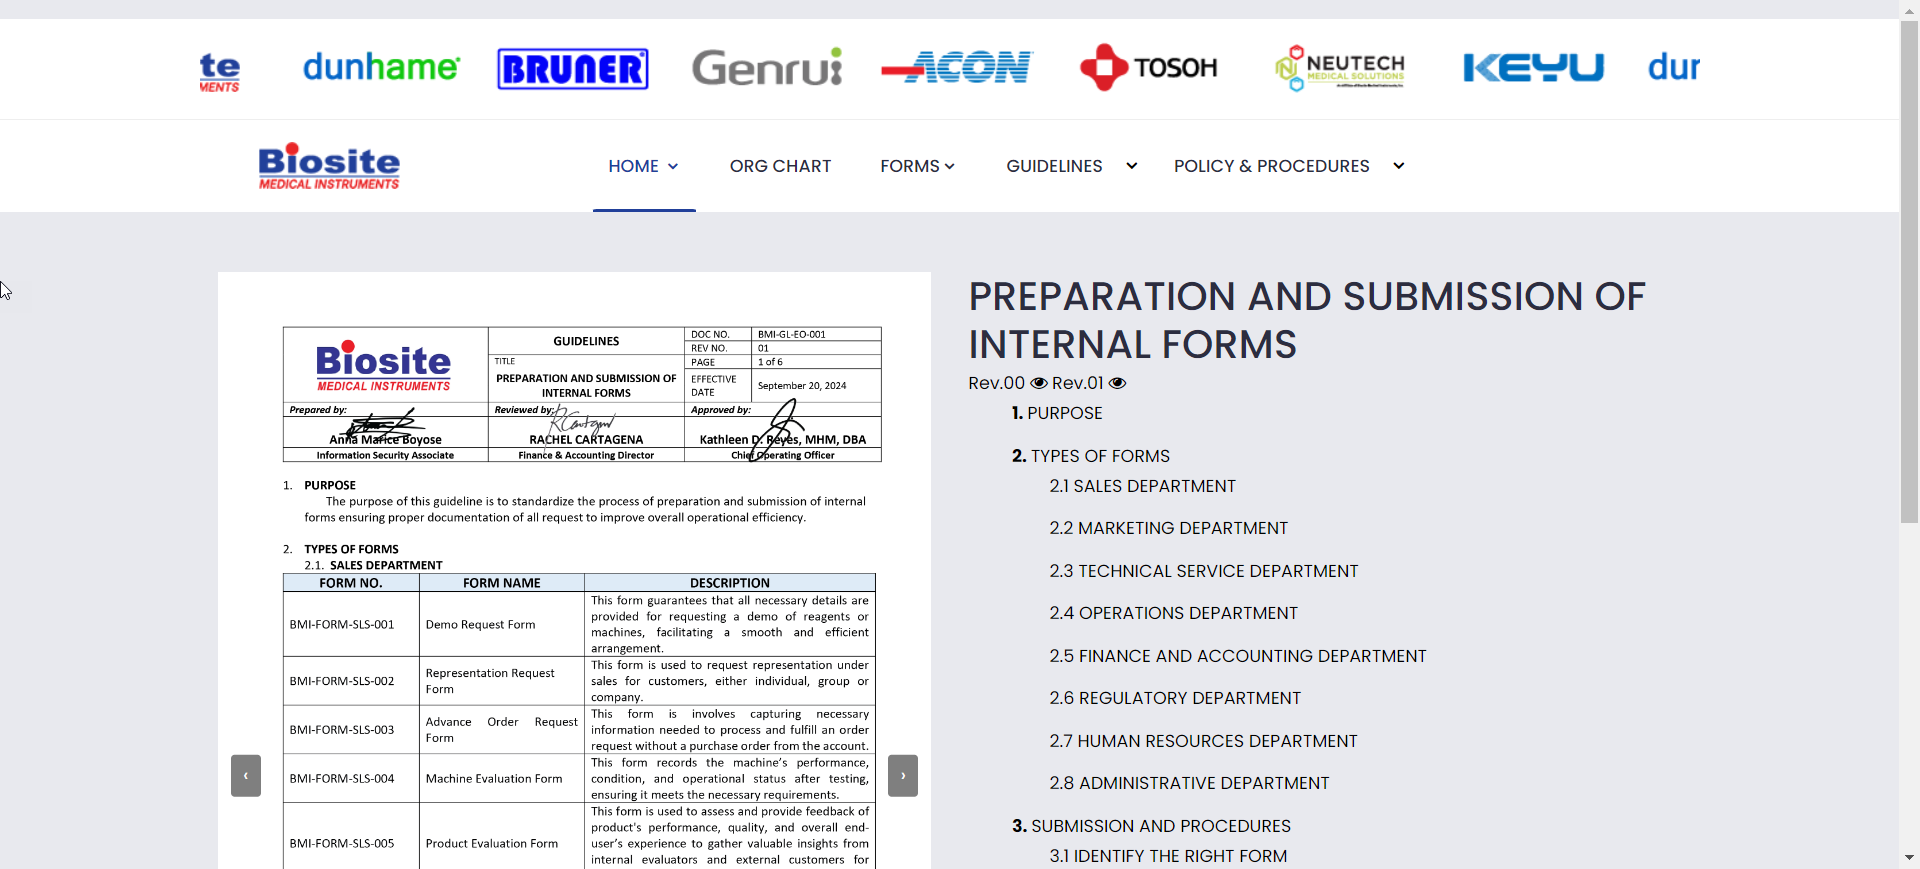 te
MENTS
dunhame
BRUNER
Genrui
ACON
TOSOH
NEUTECH
MEDICAL SOLUTIONS
KEYU
dur
Biosite
MEDICAL INSTRUMENTS
HOME
ORG CHART
FORMS
GUIDELINES
POLICY & PROCEDURES
Biosite
MEDICAL INSTRUMENTS
GUIDELINES
TITLE
PREPARATION AND SUBMISSION OF
INTERNAL FORMS
DOC NO. BMI-GL-EO-001
REV NO. 01
PAGE 1 of 6
EFFECTIVE
DATE
September 20, 2024
Prepared by:
Reviewed by:
Approved by:
Anna Marice Boyose
RACHEL CARTAGENA
Kathleen D. Reyes, MHM, DBA
Information Security Associate
Finance & Accounting Director
Chief Operating Officer
1. PURPOSE
The purpose of this guideline is to standardize the process of preparation and submission of internal
forms ensuring proper documentation of all request to improve overall operational efficiency.
2. TYPES OF FORMS
2.1. SALES DEPARTMENT
FORM NO. FORM NAME DESCRIPTION
BMI-FORM-SLS-001
Demo Request Form
This form guarantees that all necessary details are
provided for requesting a demo of reagents or
machines, facilitating a smooth and efficient
arrangement.
BMI-FORM-SLS-002
Representation Request
Form
This form is used to request representation under
sales for customers, either individual, group or
company.
BMI-FORM-SLS-003
Advance Order Request
Form
This form is involves capturing necessary
information needed to process and fulfill an order
request without a purchase order from the account.
BMI-FORM-SLS-004
Machine Evaluation Form
This form records the machine's performance,
condition, and operational status after testing,
ensuring it meets the necessary requirements.
BMI-FORM-SLS-005
Product Evaluation Form
This form is used to assess and provide feedback of
product's performance, quality, and overall end-
user's experience to gather valuable insights from
internal evaluators and external customers for
PREPARATION AND SUBMISSION OF
INTERNAL FORMS
Rev.00 Rev.01
1. PURPOSE
2. TYPES OF FORMS
2.1 SALES DEPARTMENT
2.2 MARKETING DEPARTMENT
2.3 TECHNICAL SERVICE DEPARTMENT
2.4 OPERATIONS DEPARTMENT
2.5 FINANCE AND ACCOUNTING DEPARTMENT
2.6 REGULATORY DEPARTMENT
2.7 HUMAN RESOURCES DEPARTMENT
2.8 ADMINISTRATIVE DEPARTMENT
3. SUBMISSION AND PROCEDURES
3.1 IDENTIFY THE RIGHT FORM